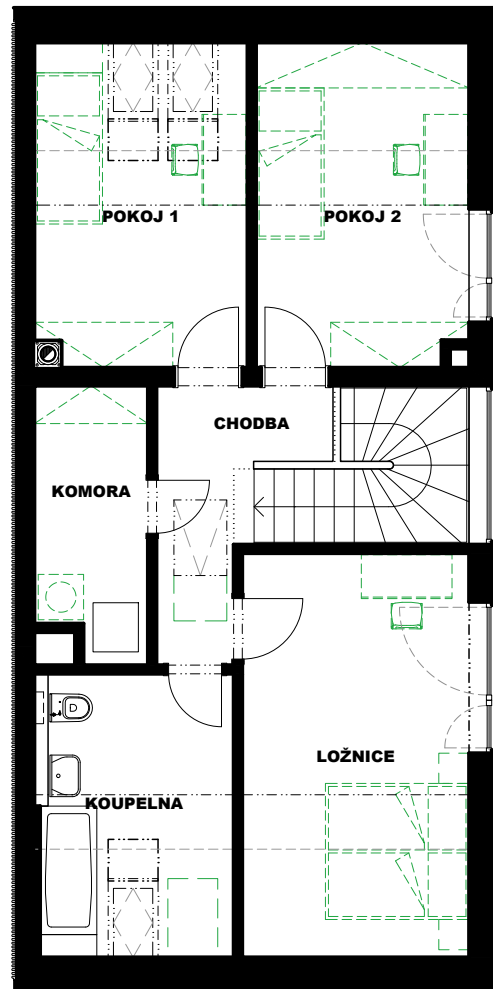 POKOJ 1
POKOJ 2
CHODBA
KOMORA
LOŽNICE
KOUPELNA